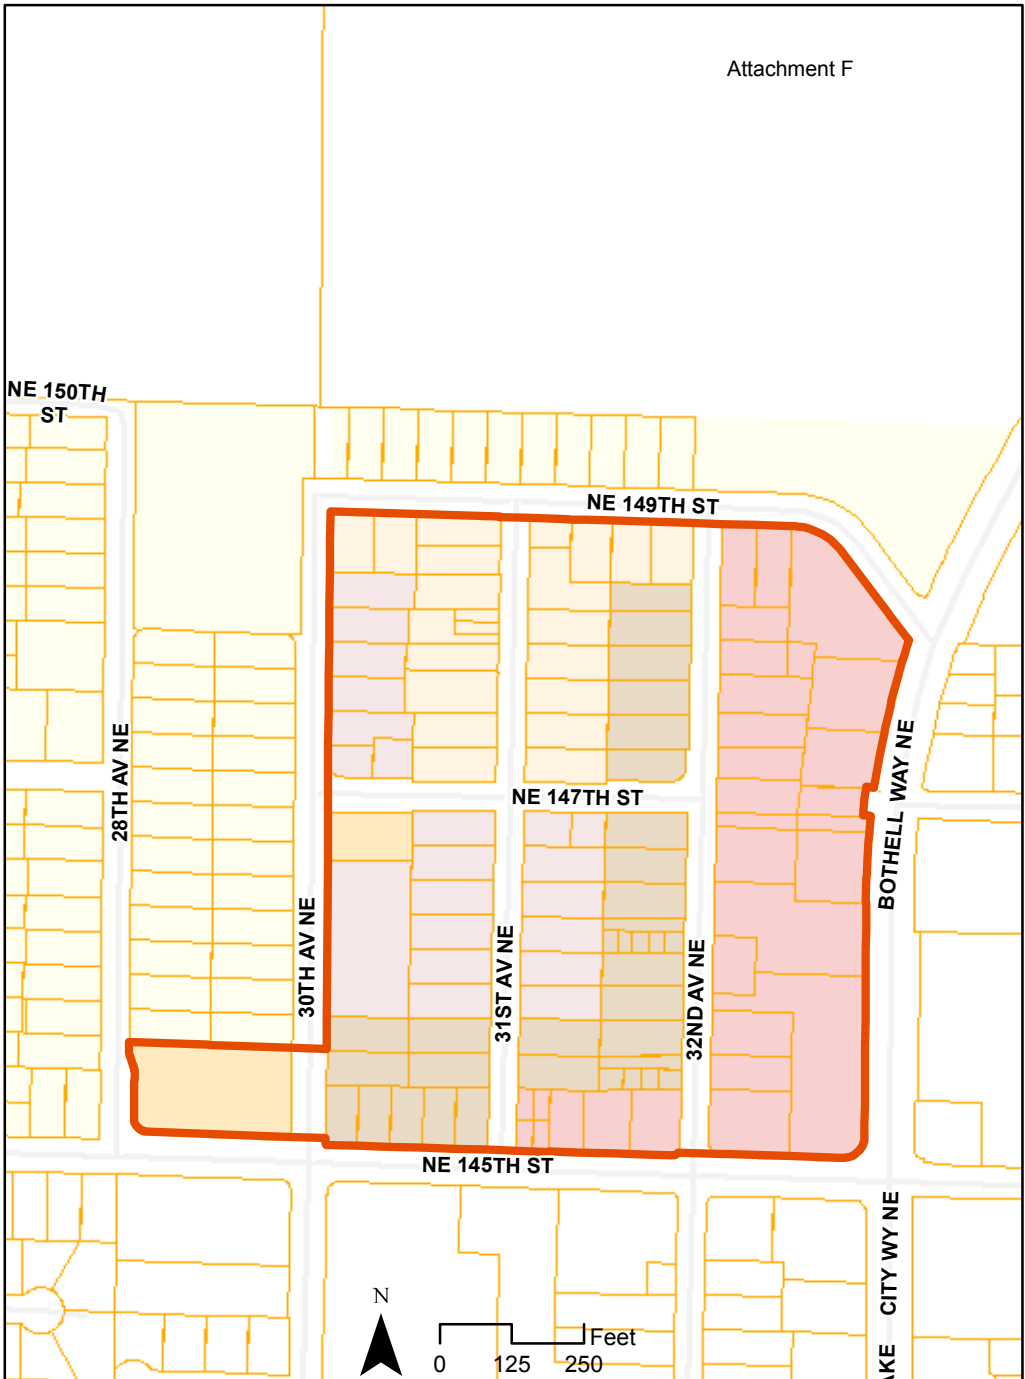 Attachment F
NE 150TH
ST
NE 149TH ST
28TH AV NE
NE 147TH ST
BOTHELL WAY NE
30TH AV NE
31ST AV NE
32ND AV NE
NE 145TH ST
CITY WY NE
N
Feet
0 125 250